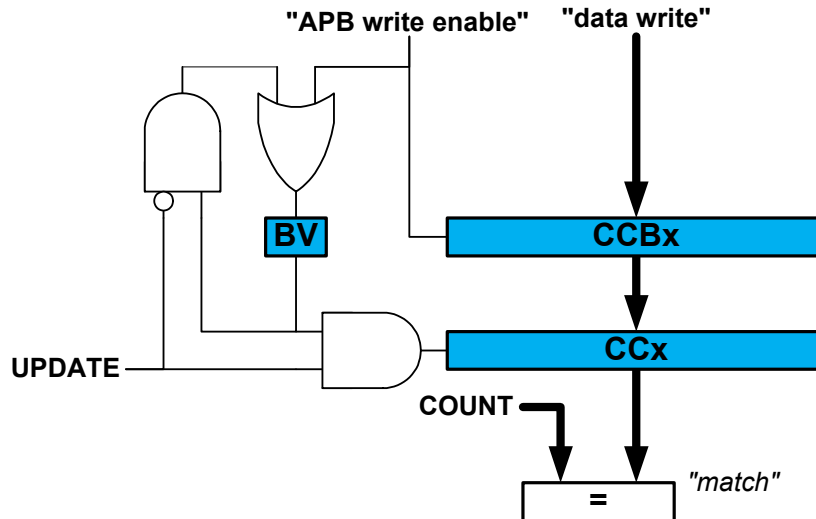 "APB write enable"
"data write"
BV
CCBx
CCx
UPDATE
COUNT
"match"
=